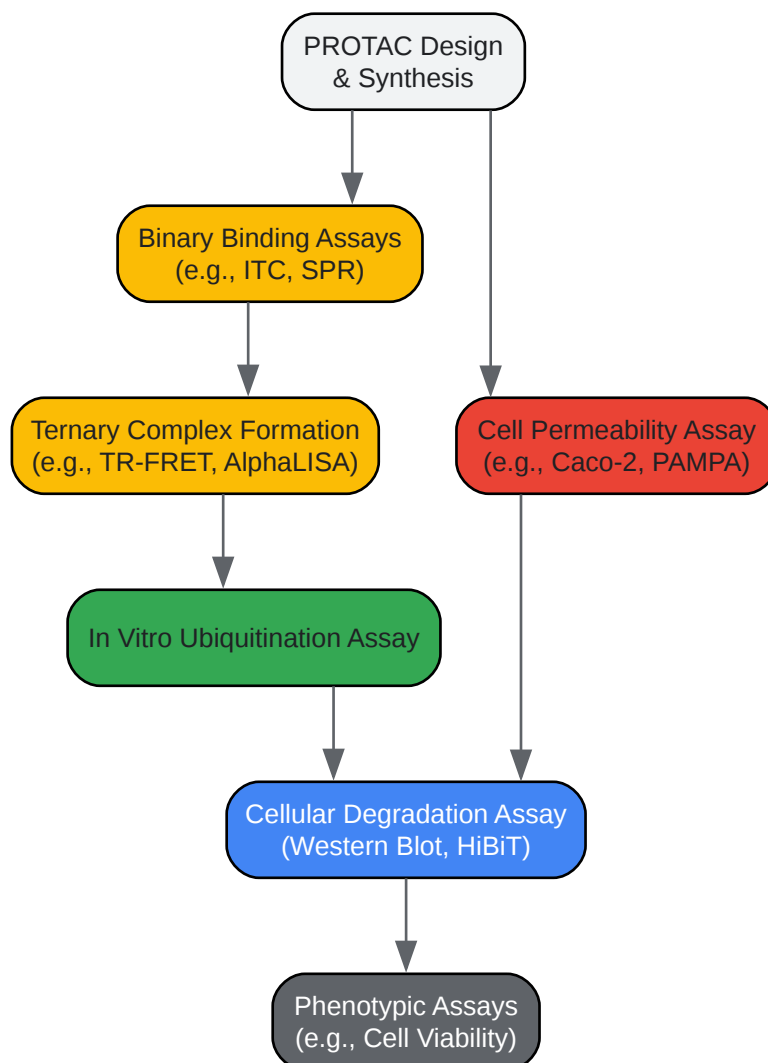 PROTAC Design
& Synthesis
Binary Binding Assays
(e.g., ITC, SPR)
Ternary Complex Formation
(e.g., TR-FRET, AlphaLISA)
Cell Permeability Assay
(e.g., Caco-2, PAMPA)
In Vitro Ubiquitination Assay
Cellular Degradation Assay
(Western Blot, HiBiT)
Phenotypic Assays
(e.g., Cell Viability)